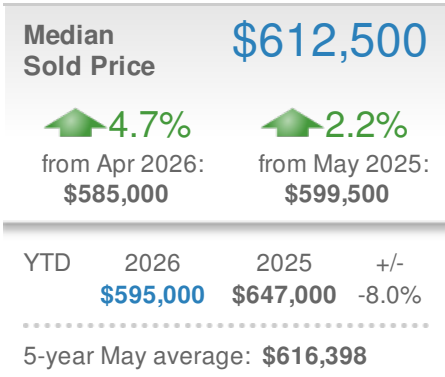 Median $612,500
Sold Price
4.7% 2.2%
from Apr 2026: from May 2025:
$585,000 $599,500
YTD 2026 2025 +/-
$595,000 $647,000 -8.0%
5-year May average: $616,398